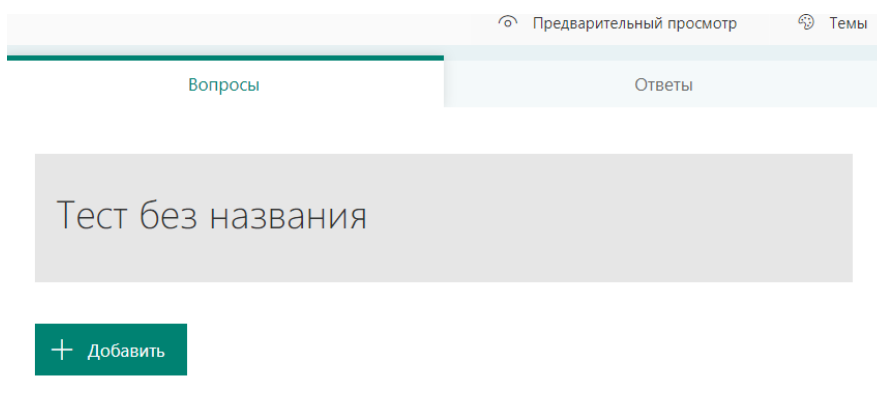 Предварительный просмотр Темы
Вопросы Ответы
Тест без названия
Добавить